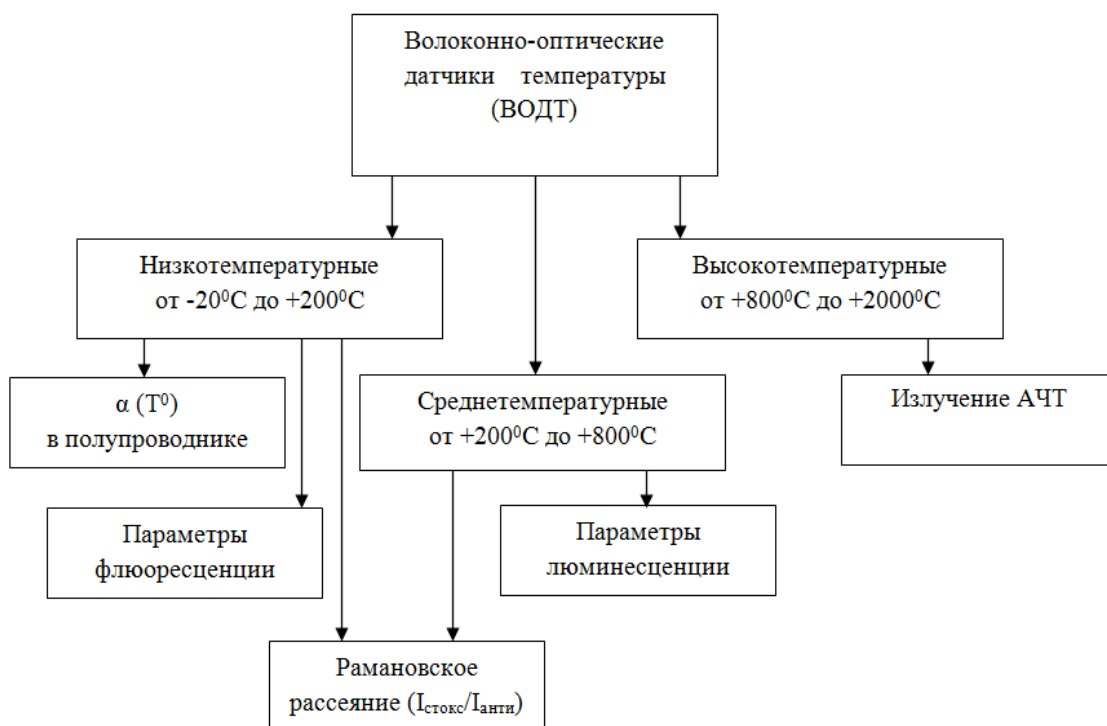 Волоконно-оптические
датчики температуры
(ВОДТ)
Низкотемпературные
от -20⁰С до +200⁰С
Высокотемпературные
от +800⁰С до +2000⁰С
α (T⁰)
в полупроводнике
Среднетемпературные
от +200⁰С до +800⁰С
Излучение АЧТ
Параметры
флюоресценции
Параметры
люминесценции
Рамановское
рассеяние (Iстокс/Iанти)